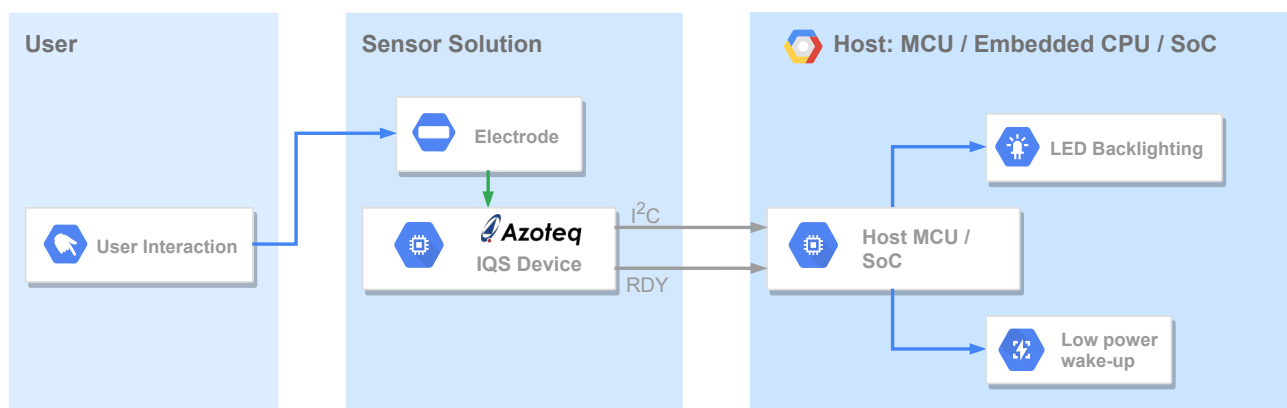 User
Sensor Solution
Host: MCU / Embedded CPU / SoC
Electrode
LED Backlighting
User Interaction
Azoteq
IQS Device
I²C
RDY
Host MCU /
SoC
Low power
wake-up